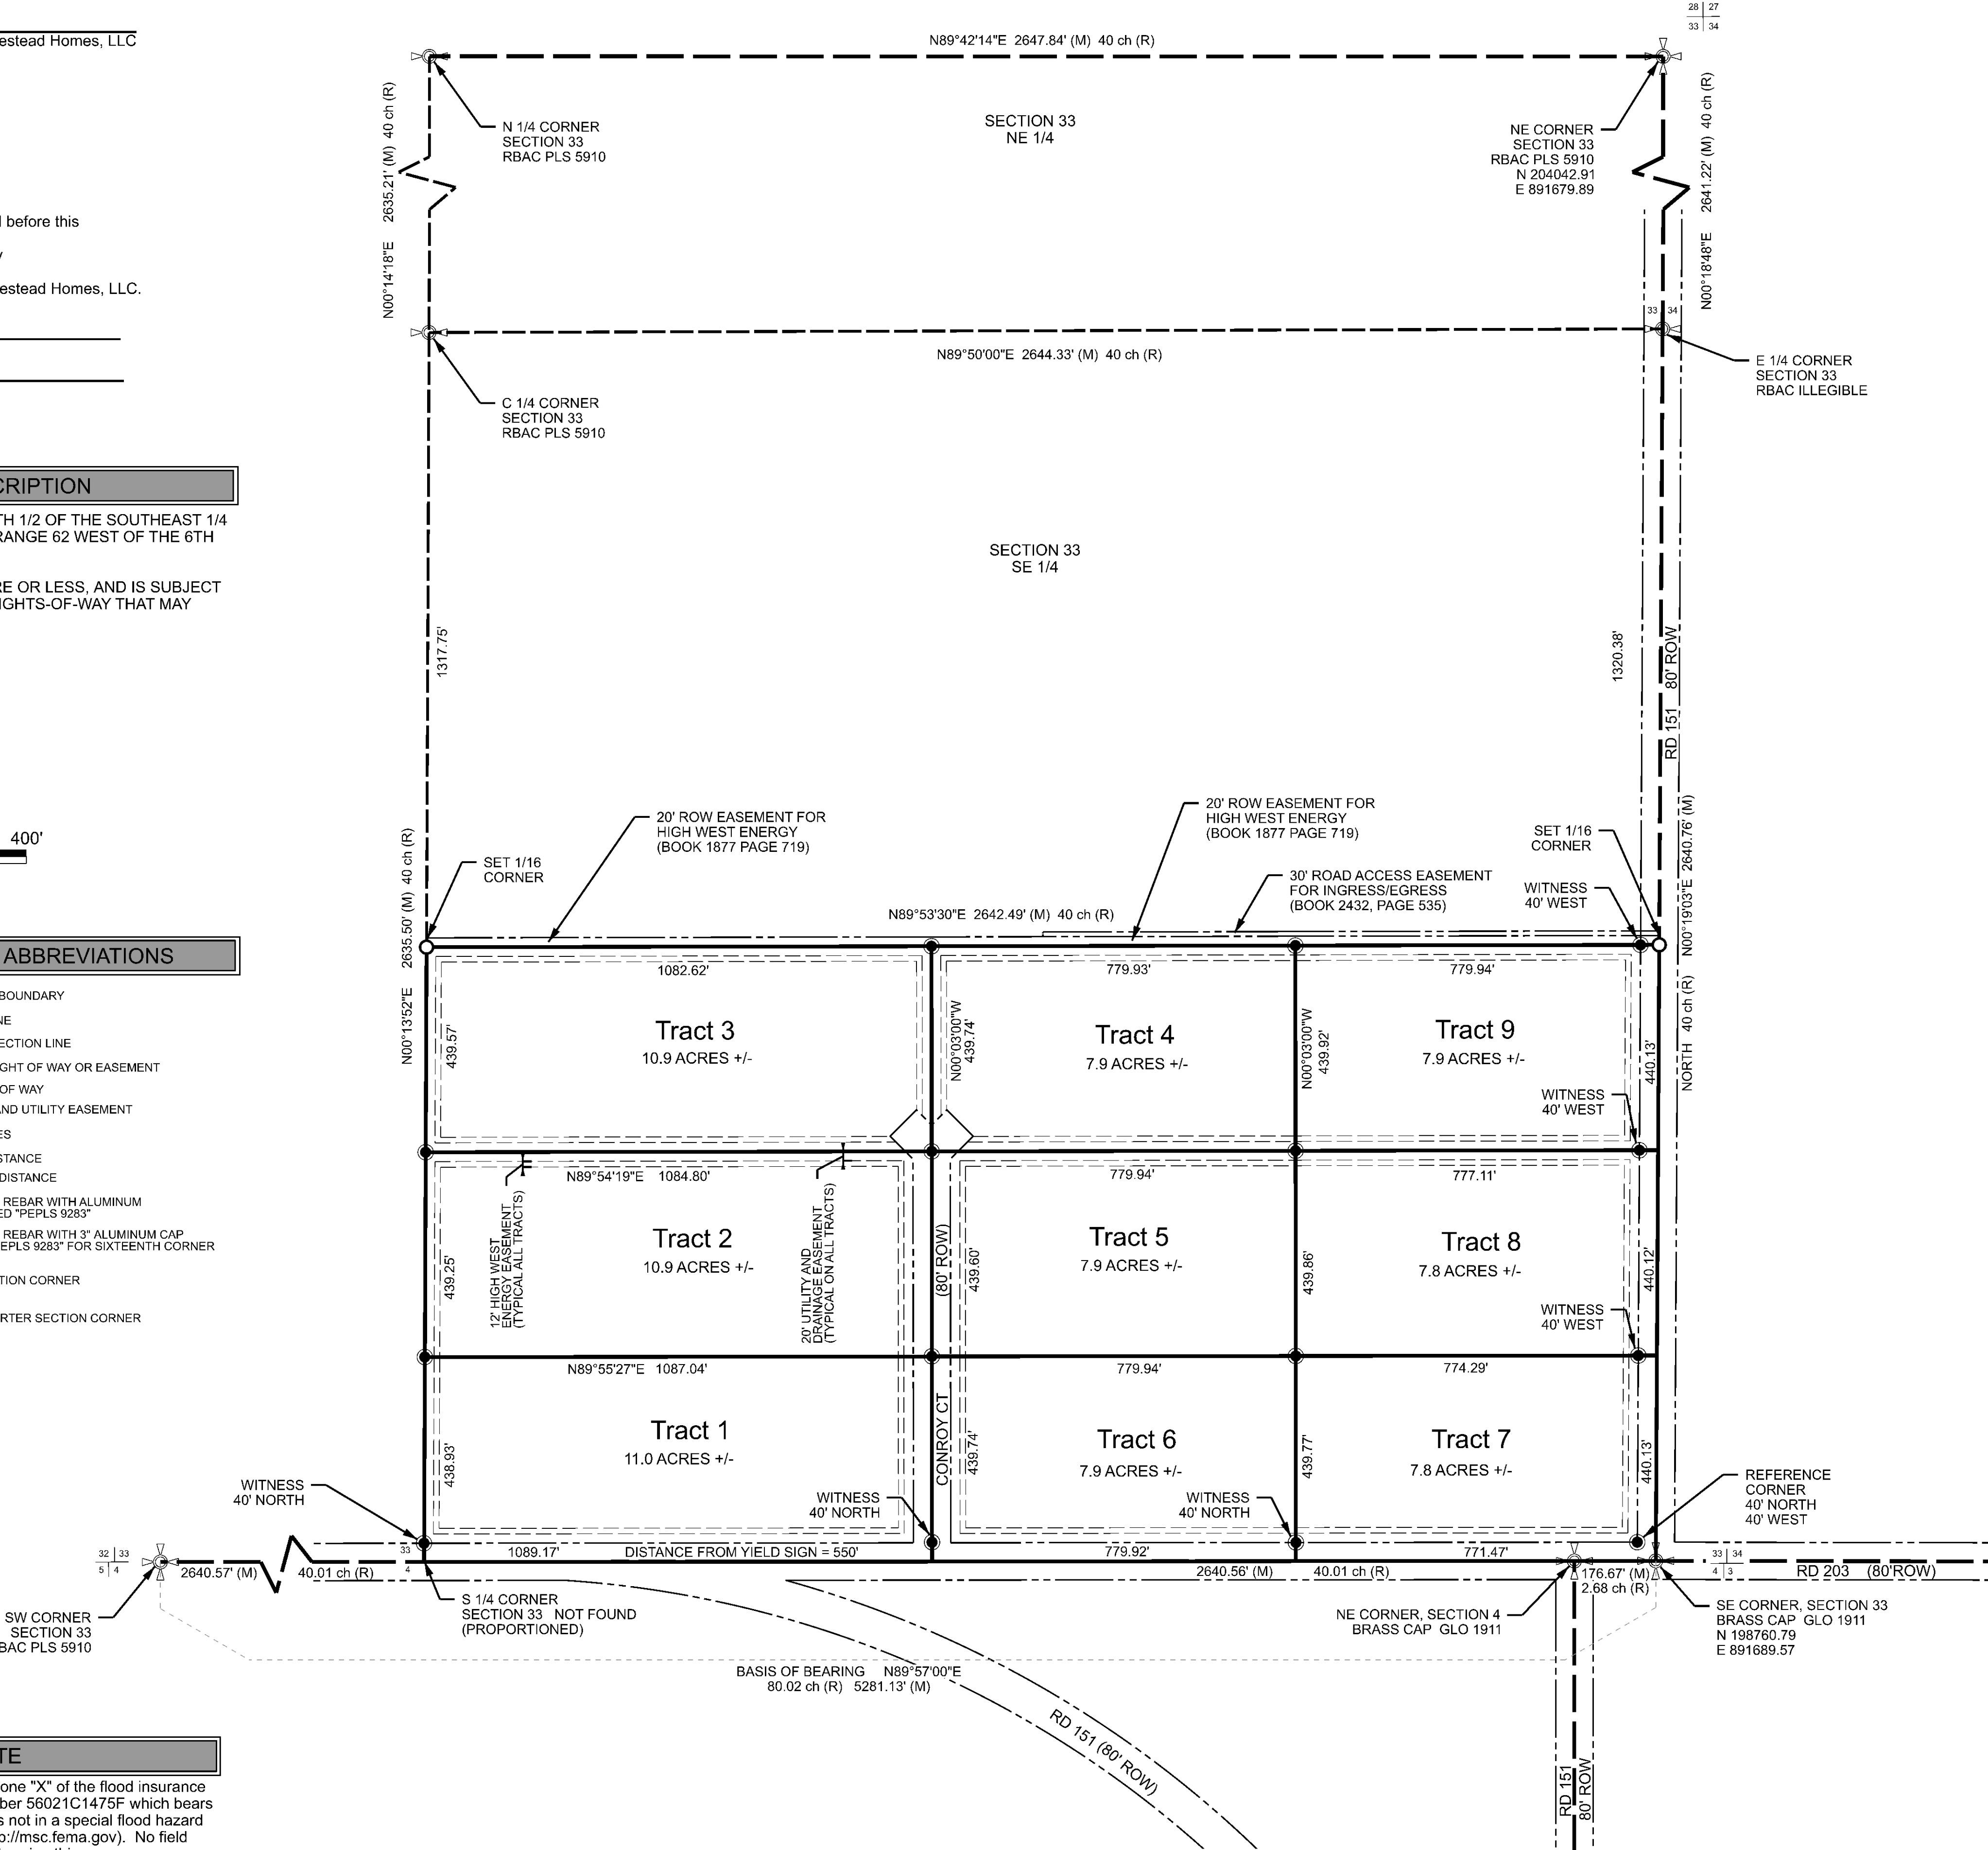 estead Homes, LLC
before this
estead Homes, LLC.
CRIPTION
TH 1/2 OF THE SOUTHEAST 1/4
RANGE 62 WEST OF THE 6TH
RE OR LESS, AND IS SUBJECT
IGHTS-OF-WAY THAT MAY
400'
ABBREVIATIONS
BOUNDARY
NE
ECTION LINE
GHT OF WAY OR EASEMENT
OF WAY
AND UTILITY EASEMENT
ES
STANCE
DISTANCE
REBAR WITH ALUMINUM
ED "PEPLS 9283"
REBAR WITH 3" ALUMINUM CAP
EPLS 9283" FOR SIXTEENTH CORNER
TION CORNER
RTER SECTION CORNER
28 27
33 34
N89°42'14"E 2647.84' (M) 40 ch (R)
N00°14'18"E 2635.21' (M) 40 ch (R)
N 1/4 CORNER
SECTION 33
RBAC PLS 5910
SECTION 33
NE 1/4
NE CORNER
SECTION 33
RBAC PLS 5910
N 204042.91
E 891679.89
N00°18'48"E 2641.22' (M) 40 ch (R)
33 34
N89°50'00"E 2644.33' (M) 40 ch (R)
E 1/4 CORNER
SECTION 33
RBAC ILLEGIBLE
C 1/4 CORNER
SECTION 33
RBAC PLS 5910
SECTION 33
SE 1/4
1317.75'
1320.38'
RD 151 80' ROW
20' ROW EASEMENT FOR
HIGH WEST ENERGY
(BOOK 1877 PAGE 719)
20' ROW EASEMENT FOR
HIGH WEST ENERGY
(BOOK 1877 PAGE 719)
SET 1/16
CORNER
SET 1/16
CORNER
30' ROAD ACCESS EASEMENT
FOR INGRESS/EGRESS
(BOOK 2432, PAGE 535)
WITNESS
40' WEST
N89°53'30"E 2642.49' (M) 40 ch (R)
N00°13'52"E 2635.50' (M) 40 ch (R)
NORTH 40 ch (R) N00°19'03"E 2640.76' (M)
1082.62'
779.93'
779.94'
439.57'
Tract 3
10.9 ACRES +/-
N00°03'00"W
439.74'
Tract 4
7.9 ACRES +/-
N00°03'00"W
439.92'
Tract 9
7.9 ACRES +/-
440.13'
WITNESS
40' WEST
N89°54'19"E 1084.80'
779.94'
777.11'
12' HIGH WEST
ENERGY EASEMENT
(TYPICAL ALL TRACTS)
20' UTILITY AND
DRAINAGE EASEMENT
(TYPICAL ON ALL TRACTS)
439.25'
Tract 2
10.9 ACRES +/-
(80' ROW)
439.60'
Tract 5
7.9 ACRES +/-
439.86'
Tract 8
7.8 ACRES +/-
440.12'
WITNESS
40' WEST
N89°55'27"E 1087.04'
779.94'
774.29'
438.93'
Tract 1
11.0 ACRES +/-
CONROY CT
439.74'
Tract 6
7.9 ACRES +/-
439.77'
Tract 7
7.8 ACRES +/-
440.13'
WITNESS
40' NORTH
WITNESS
40' NORTH
WITNESS
40' NORTH
REFERENCE
CORNER
40' NORTH
40' WEST
32 33
5 4
33
4
1089.17' DISTANCE FROM YIELD SIGN = 550'
779.92'
771.47'
33 34
4 3
2640.57' (M) 40.01 ch (R)
2640.56' (M) 40.01 ch (R)
176.67' (M)
2.68 ch (R)
RD 203 (80'ROW)
SW CORNER
SECTION 33
BAC PLS 5910
S 1/4 CORNER
SECTION 33 NOT FOUND
(PROPORTIONED)
NE CORNER, SECTION 4
BRASS CAP GLO 1911
SE CORNER, SECTION 33
BRASS CAP GLO 1911
N 198760.79
E 891689.57
BASIS OF BEARING N89°57'00"E
80.02 ch (R) 5281.13' (M)
RD 151 (80' ROW)
RD 151
80' ROW
TE
one "X" of the flood insurance
ber 56021C1475F which bears
s not in a special flood hazard
p://msc.fema.gov). No field